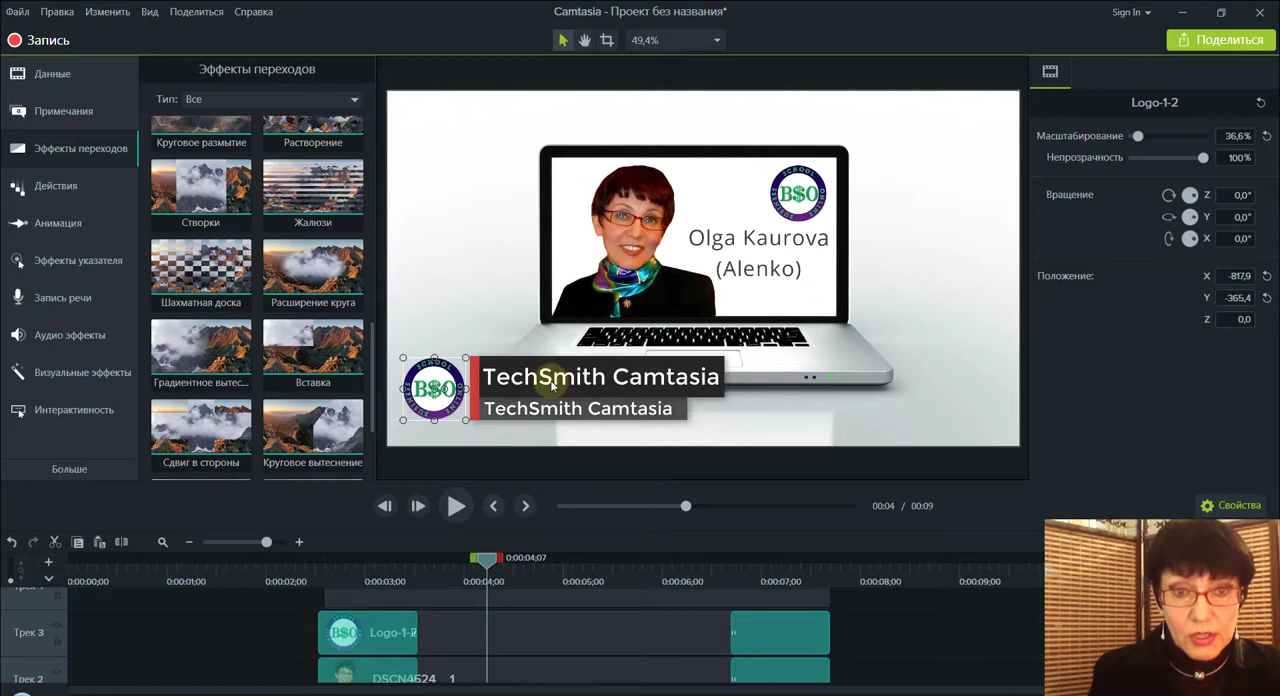 Файл Правка Изменить Вид Поделиться Справка
Camtasia - Проект без названия*
Sign In
Запись
49,4%
Поделиться
Данные
Примечания
Эффекты переходов
Действия
Анимация
Эффекты указателя
Запись речи
Аудио эффекты
Визуальные эффекты
Интерактивность
Больше
Эффекты переходов
Тип: Все
Круговое размытие Растворение
Створки Жалюзи
Шахматная доска Расширение круга
Градиентное вытес... Вставка
Сдвиг в стороны Круговое вытеснение
SCHOOL
B$O
BUSINESS ONLINE
Olga Kaurova
(Alenko)
SCHOOL
B$O
BUSINESS ONLINE
TechSmith Camtasia
TechSmith Camtasia
Logo-1-2
Масштабирование 36,6%
Непрозрачность 100%
Вращение Z 0,0°
Y 0,0°
X 0,0°
Положение: X -817,9
Y -365,4
Z 0,0
00:04 / 00:09
Свойства
0:00:04;07
0:00:00;00 0:00:01;00 0:00:02;00 0:00:03;00 0:00:04;00 0:00:05;00 0:00:06;00 0:00:07;00 0:00:08;00 0:00:09;00
Трек 3
B$O Logo-1-2
Трек 2
DSCN4624 1